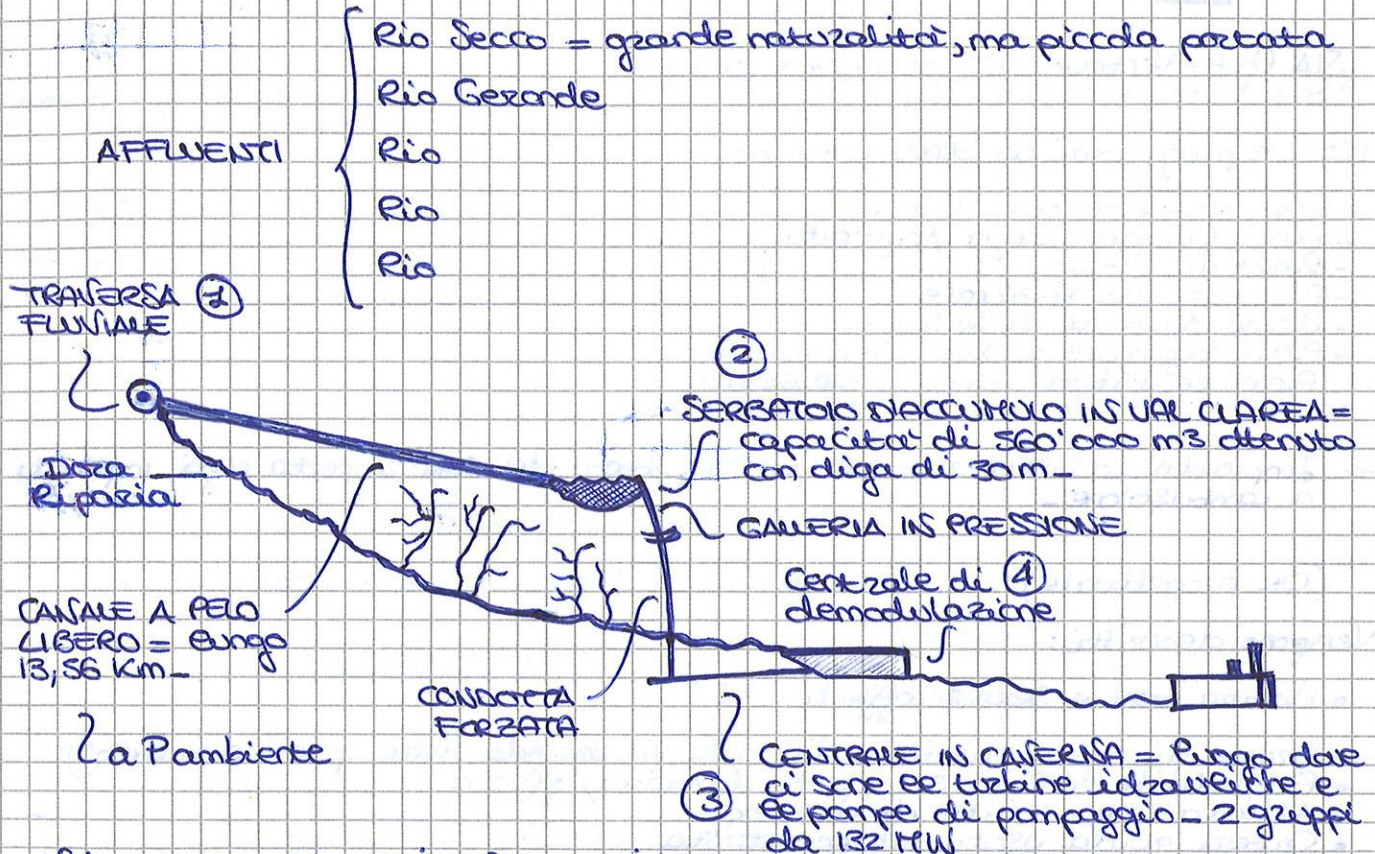 Rio Secco = grande naturalità, ma piccola portata
Rio Gerande
AFFLUENTI
Rio
Rio
Rio
TRAVERSA 1
FLUVIALE
2
SERBATOIO D'ACCUMULO IN VAL CLAREA =
capacità di 560'000 m3 ottenuto
con diga di 30m-
Dora
Riparia
GALLERIA IN PRESSIONE
Centrale di 4
demodulazione
CANALE A PELO
LIBERO = lungo
13,56 Km-
CONDOTTA
FORZATA
a Pambiente
CENTRALE IN CAVERNA = luogo dove
3 ci sono le turbine idrauliche e
le pompe di pompaggio - 2 gruppi
da 132 MW